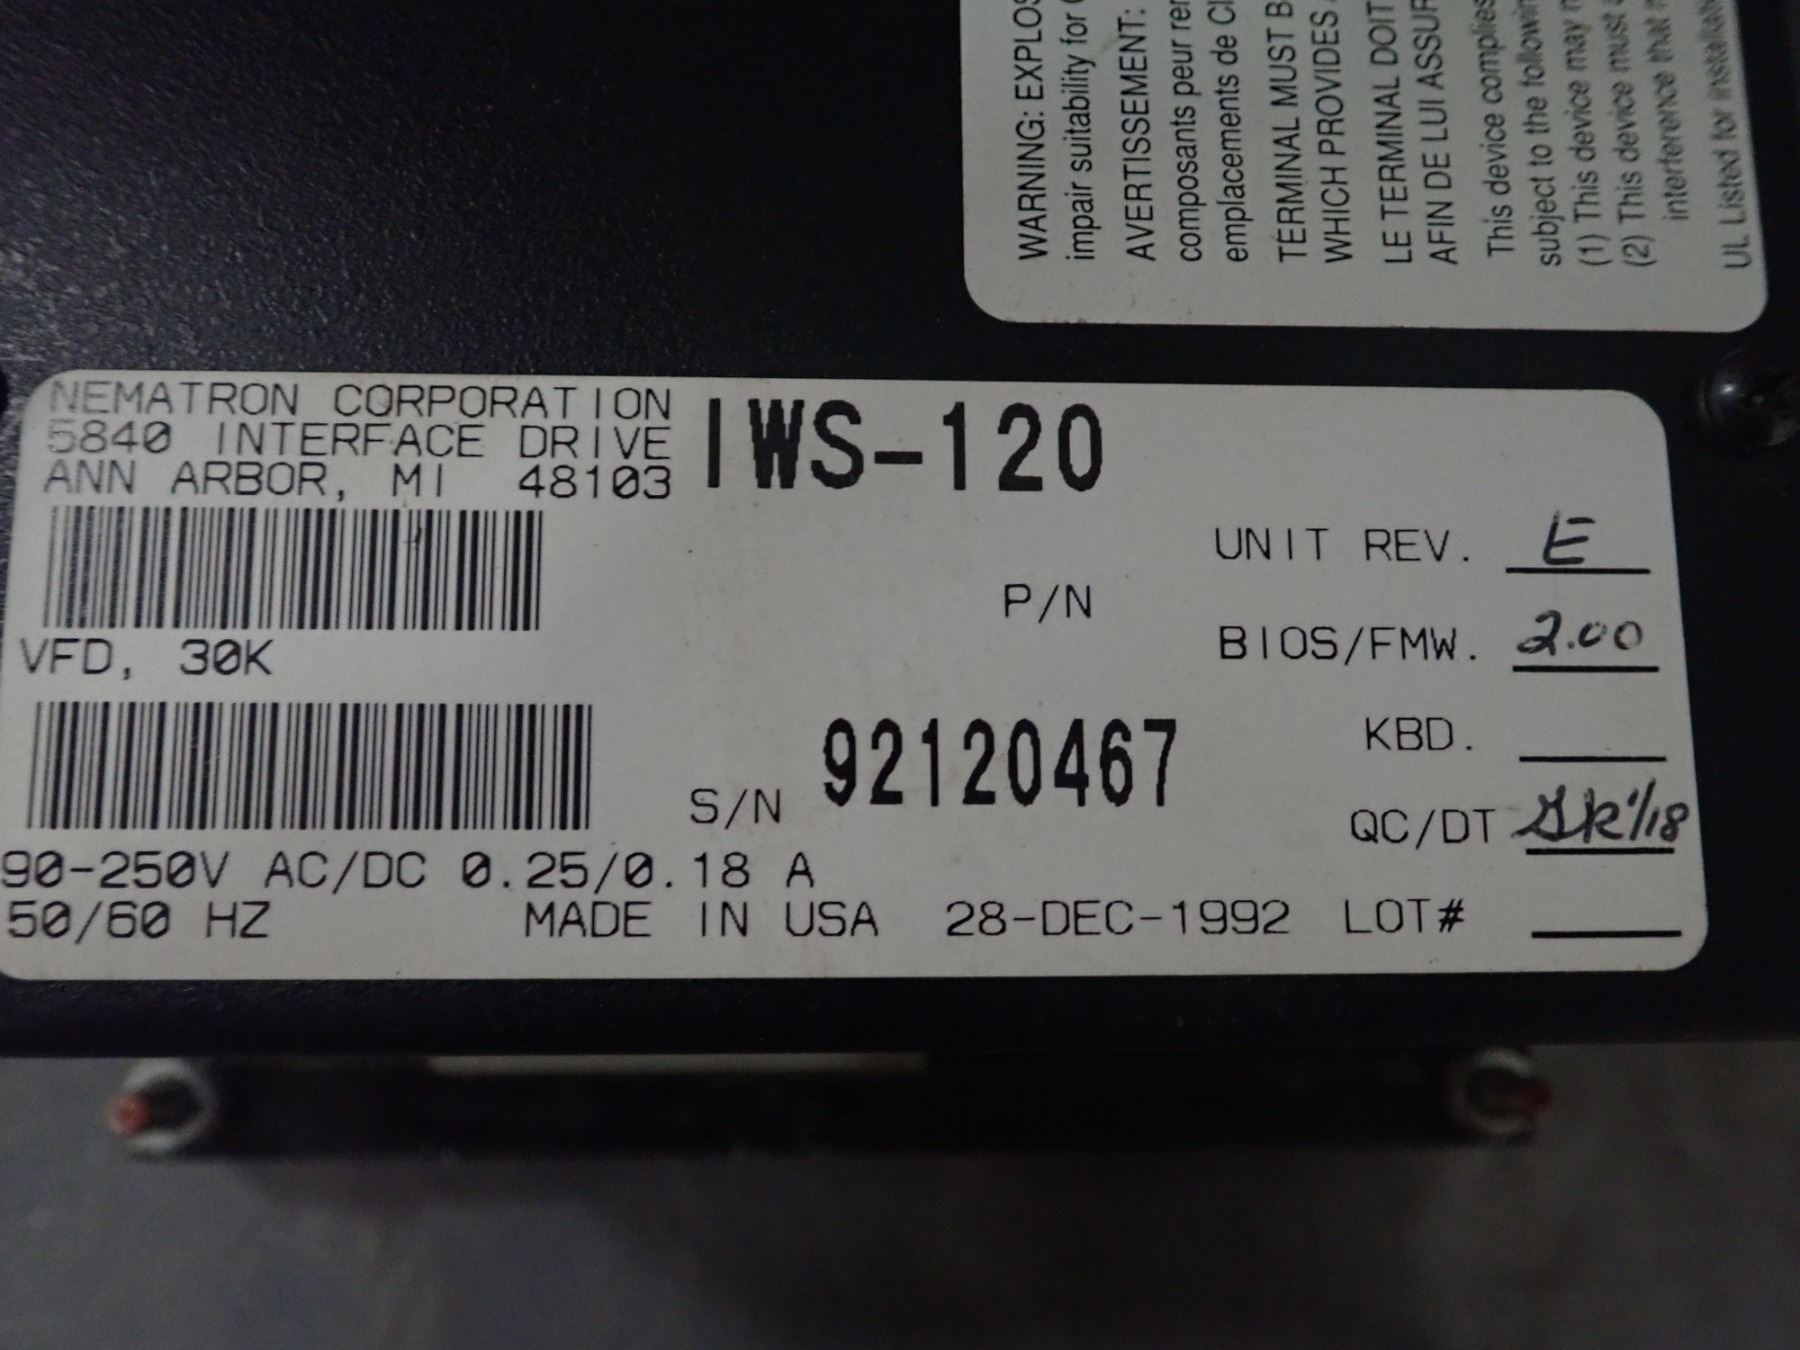 WARNING: EXPLOS
impair suitability for
AVERTISSEMENT:
composants peur
emplacements de
TERMINAL MUST
WHICH PROVIDES
LE TERMINAL DOIT
AFIN DE LUI ASSUR
This device complies
subject to the following
(1) This device may
(2) This device must
interference that
UL Listed for
NEMATRON CORPORATION
5840 INTERFACE DRIVE
ANN ARBOR, MI 48103
IWS-120
UNIT REV. E
P/N
BIOS/FMW. 2.00
VFD, 30K
KBD.
S/N 92120467
QC/DT 1/18
90-250V AC/DC 0.25/0.18 A
50/60 HZ MADE IN USA 28-DEC-1992 LOT#